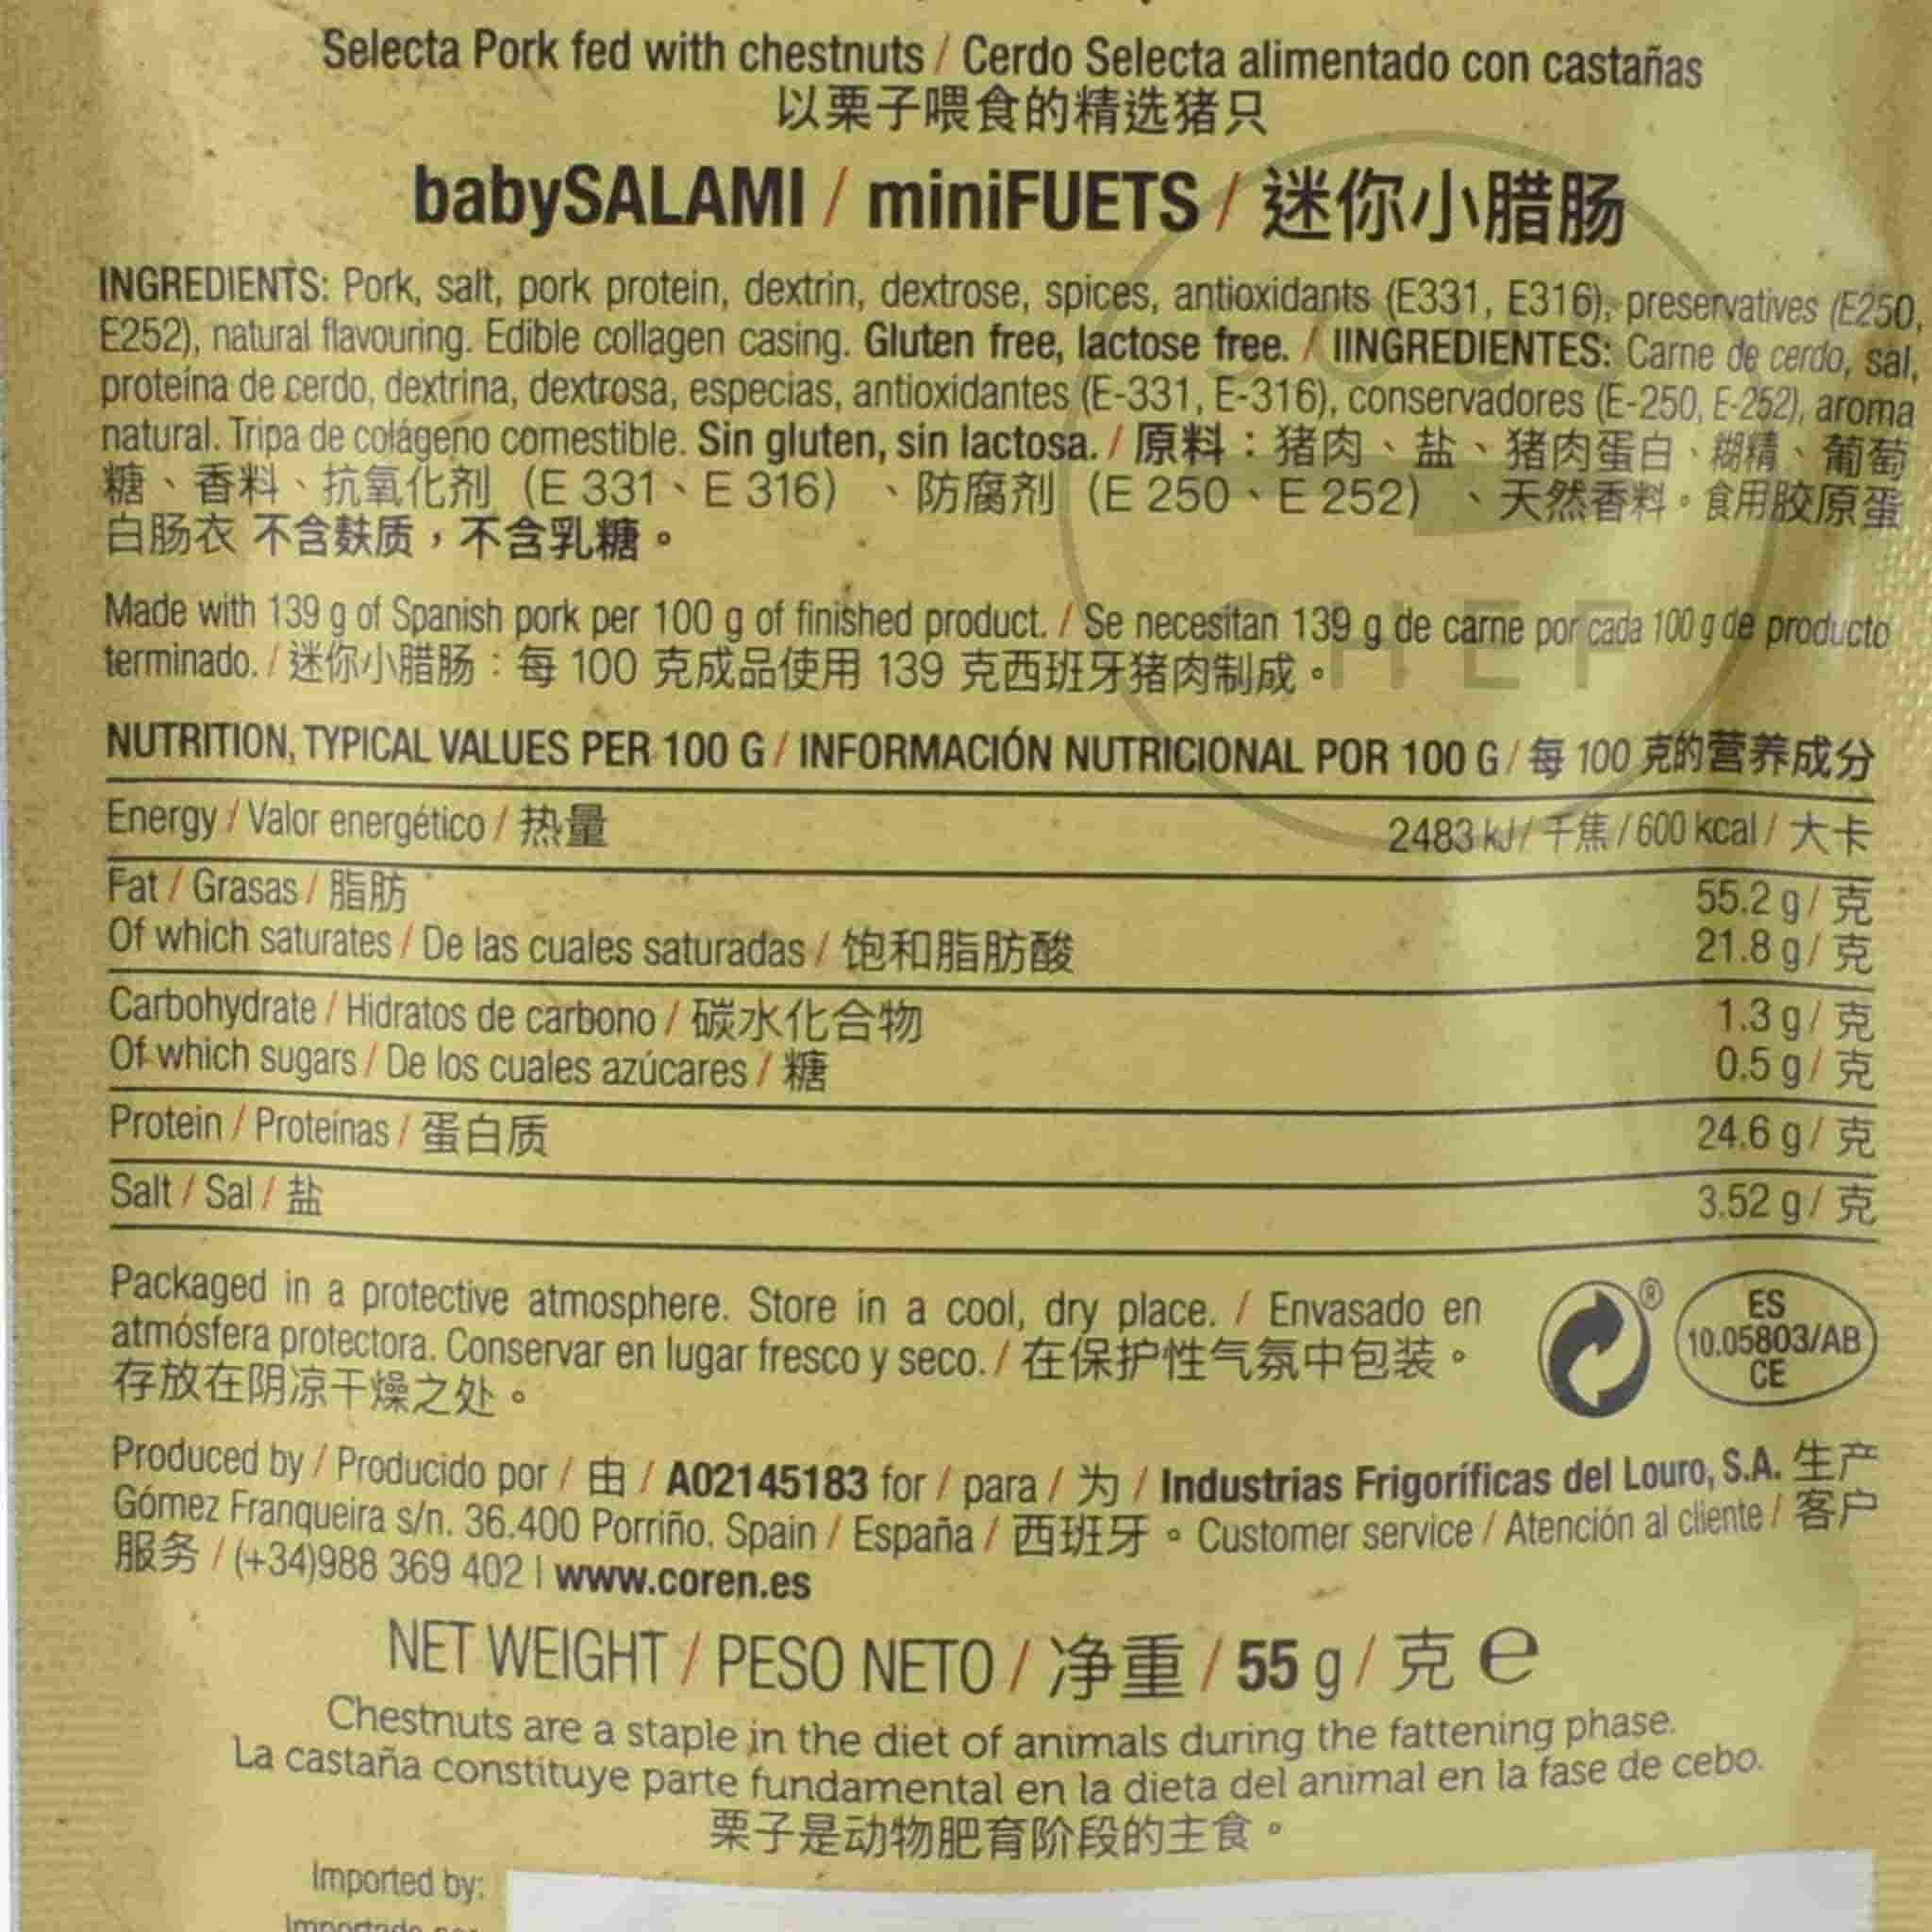 Selecta Pork fed with chestnuts / Cerdo Selecta alimentado con castañas
以栗子喂食的精选猪只
babySALAMI / miniFUETS / 迷你小腊肠
INGREDIENTS: Pork, salt, pork protein, dextrin, dextrose, spices, antioxidants (E331, E316), preservatives (E250,
E252), natural flavouring. Edible collagen casing. Gluten free, lactose free. / IINGREDIENTES: Carne de cerdo, sal,
proteína de cerdo, dextrina, dextrosa, especias, antioxidantes (E-331, E-316), conservadores (E-250, E-252), aroma
natural. Tripa de colágeno comestible. Sin gluten, sin lactosa. / 原料：猪肉、盐、猪肉蛋白、糊精、葡萄
糖、香料、抗氧化剂（E 331、E 316）、防腐剂（E 250、E 252）、天然香料。食用胶原蛋
白肠衣 不含麸质，不含乳糖。
Made with 139 g of Spanish pork per 100 g of finished product. / Se necesitan 139 g de carne por cada 100 g de producto
terminado. / 迷你小腊肠：每 100 克成品使用 139 克西班牙猪肉制成。
CHEF
NUTRITION, TYPICAL VALUES PER 100 G / INFORMACIÓN NUTRICIONAL POR 100 G / 每 100 克的营养成分
Energy / Valor energético / 热量 2483 kJ / 千焦 / 600 kcal / 大卡
Fat / Grasas / 脂肪 55.2 g / 克
Of which saturates / De las cuales saturadas / 饱和脂肪酸 21.8 g / 克
Carbohydrate / Hidratos de carbono / 碳水化合物 1.3 g / 克
Of which sugars / De los cuales azúcares / 糖 0.5 g / 克
Protein / Proteínas / 蛋白质 24.6 g / 克
Salt / Sal / 盐 3.52 g / 克
Packaged in a protective atmosphere. Store in a cool, dry place. / Envasado en
atmósfera protectora. Conservar en lugar fresco y seco. / 在保护性气氛中包装。
存放在阴凉干燥之处。
®
ES
10.05803/AB
CE
Produced by / Producido por / 由 / A02145183 for / para / 为 / Industrias Frigoríficas del Louro, S.A. 生产
Gómez Franqueira s/n. 36.400 Porriño. Spain / España / 西班牙。Customer service / Atención al cliente / 客户
服务 / (+34)988 369 402 | www.coren.es
NET WEIGHT / PESO NETO / 净重 / 55 g / 克 ℮
Chestnuts are a staple in the diet of animals during the fattening phase.
La castaña constituye parte fundamental en la dieta del animal en la fase de cebo.
栗子是动物肥育阶段的主食。
Imported by: